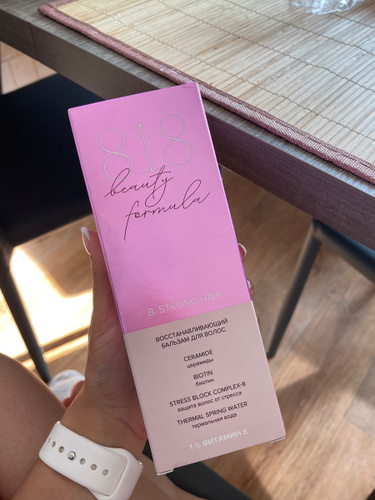 818
beauty
formula
B. STRONG HAIR
ВОССТАНАВЛИВАЮЩИЙ
БАЛЬЗАМ ДЛЯ ВОЛОС
CERAMIDE
церамиды
BIOTIN
биотин
STRESS BLOCK COMPLEX-B
защита волос от стресса
THERMAL SPRING WATER
термальная вода
1 % ВИТАМИН Е